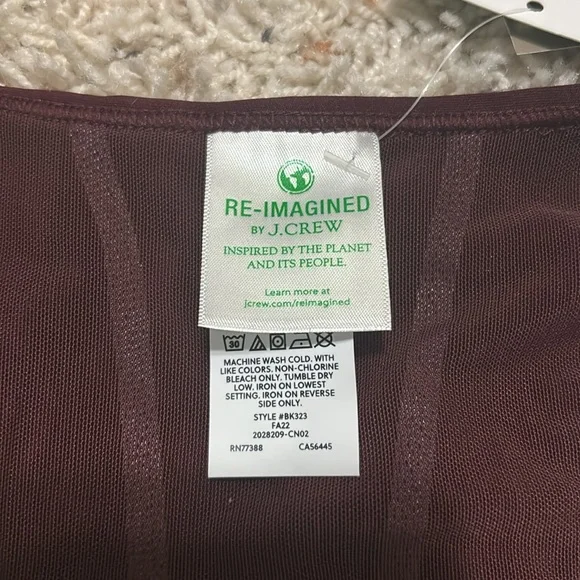 RE-IMAGINED
BY J.CREW
INSPIRED BY THE PLANET
AND ITS PEOPLE.
Learn more at
jcrew.com/reimagined
30
MACHINE WASH COLD. WITH
LIKE COLORS. NON-CHLORINE
BLEACH ONLY. TUMBLE DRY
LOW. IRON ON LOWEST
SETTING. IRON ON REVERSE
SIDE ONLY.
STYLE #BK323
FA22
2028209-CN02
RN77388 CA56445